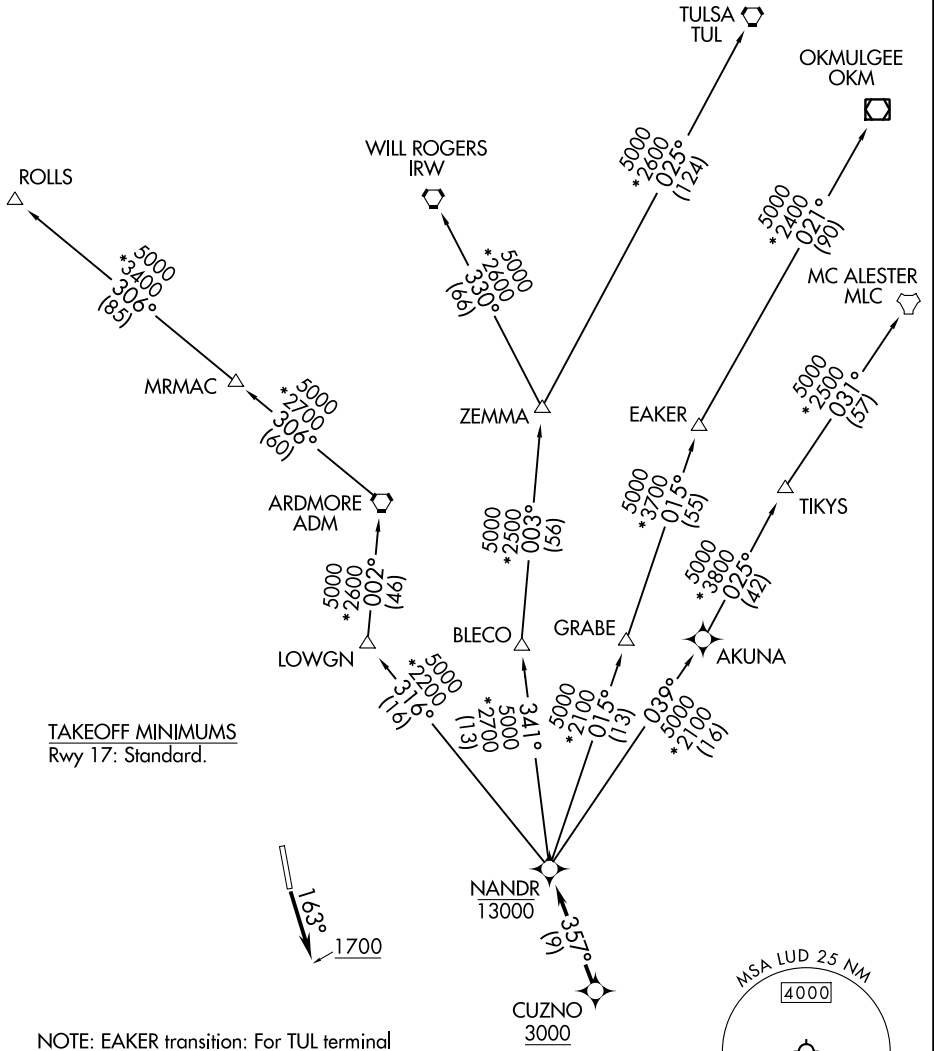 TULSA
TUL
OKMULGEE
OKM
WILL ROGERS
IRW
5000
*2600
025°
(124)
ROLLS
5000
*2400
021°
(90)
5000
*3400
306°
(85)
5000
*2600
330°
(66)
MC ALESTER
MLC
MRMAC
5000
*2700
306°
(60)
ZEMMA
EAKER
5000
*2500
031°
(57)
ARDMORE
ADM
5000
*2500
003°
(56)
5000
*3700
015°
(55)
TIKYS
5000
*2600
002°
(46)
5000
*3800
025°
(42)
LOWGN
BLECO
GRABE
AKUNA
5000
*2200
316°
(16)
341°
5000
*2700
(13)
5000
*2100
015°
(13)
039°
5000
*2100
(16)
TAKEOFF MINIMUMS
Rwy 17: Standard.
163°
1700
NANDR
13000
357°
(9)
CUZNO
3000
MSA LUD 25 NM
4000
NOTE: EAKER transition: For TUL terminal